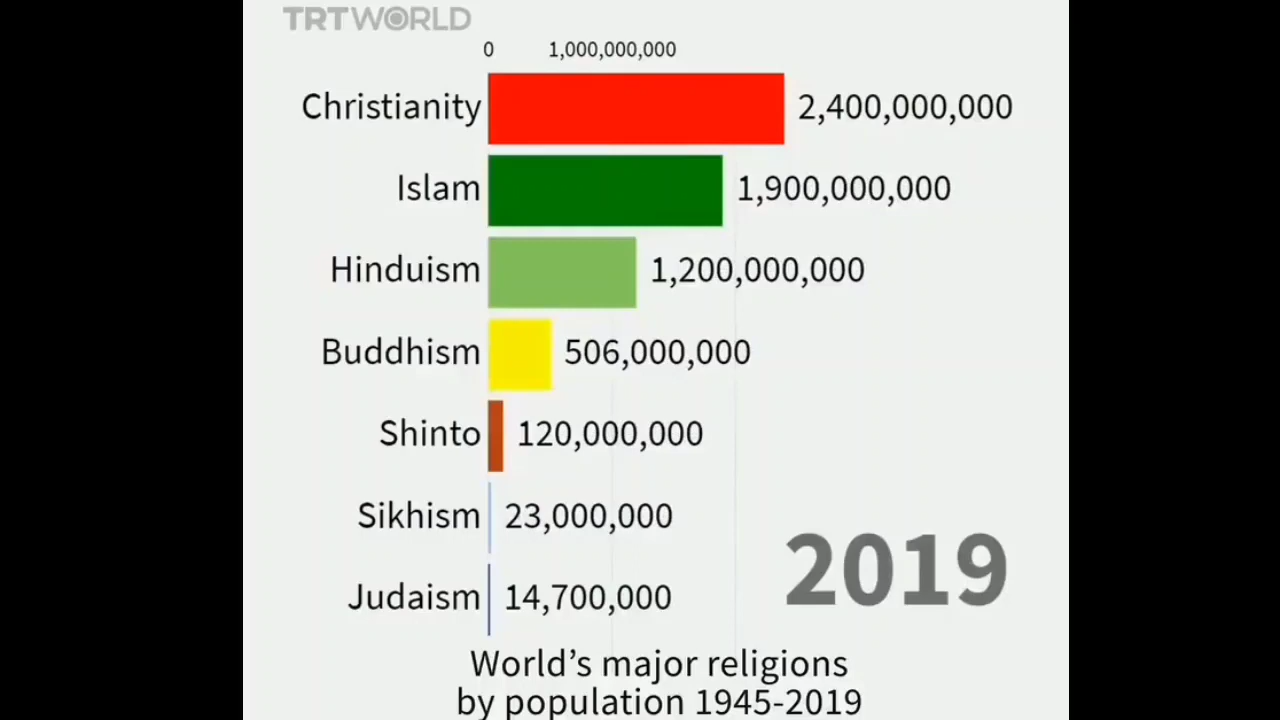 TRT WORLD
0 1,000,000,000
Christianity 2,400,000,000
Islam 1,900,000,000
Hinduism 1,200,000,000
Buddhism 506,000,000
Shinto 120,000,000
Sikhism 23,000,000
Judaism 14,700,000
2019
World’s major religions
by population 1945-2019